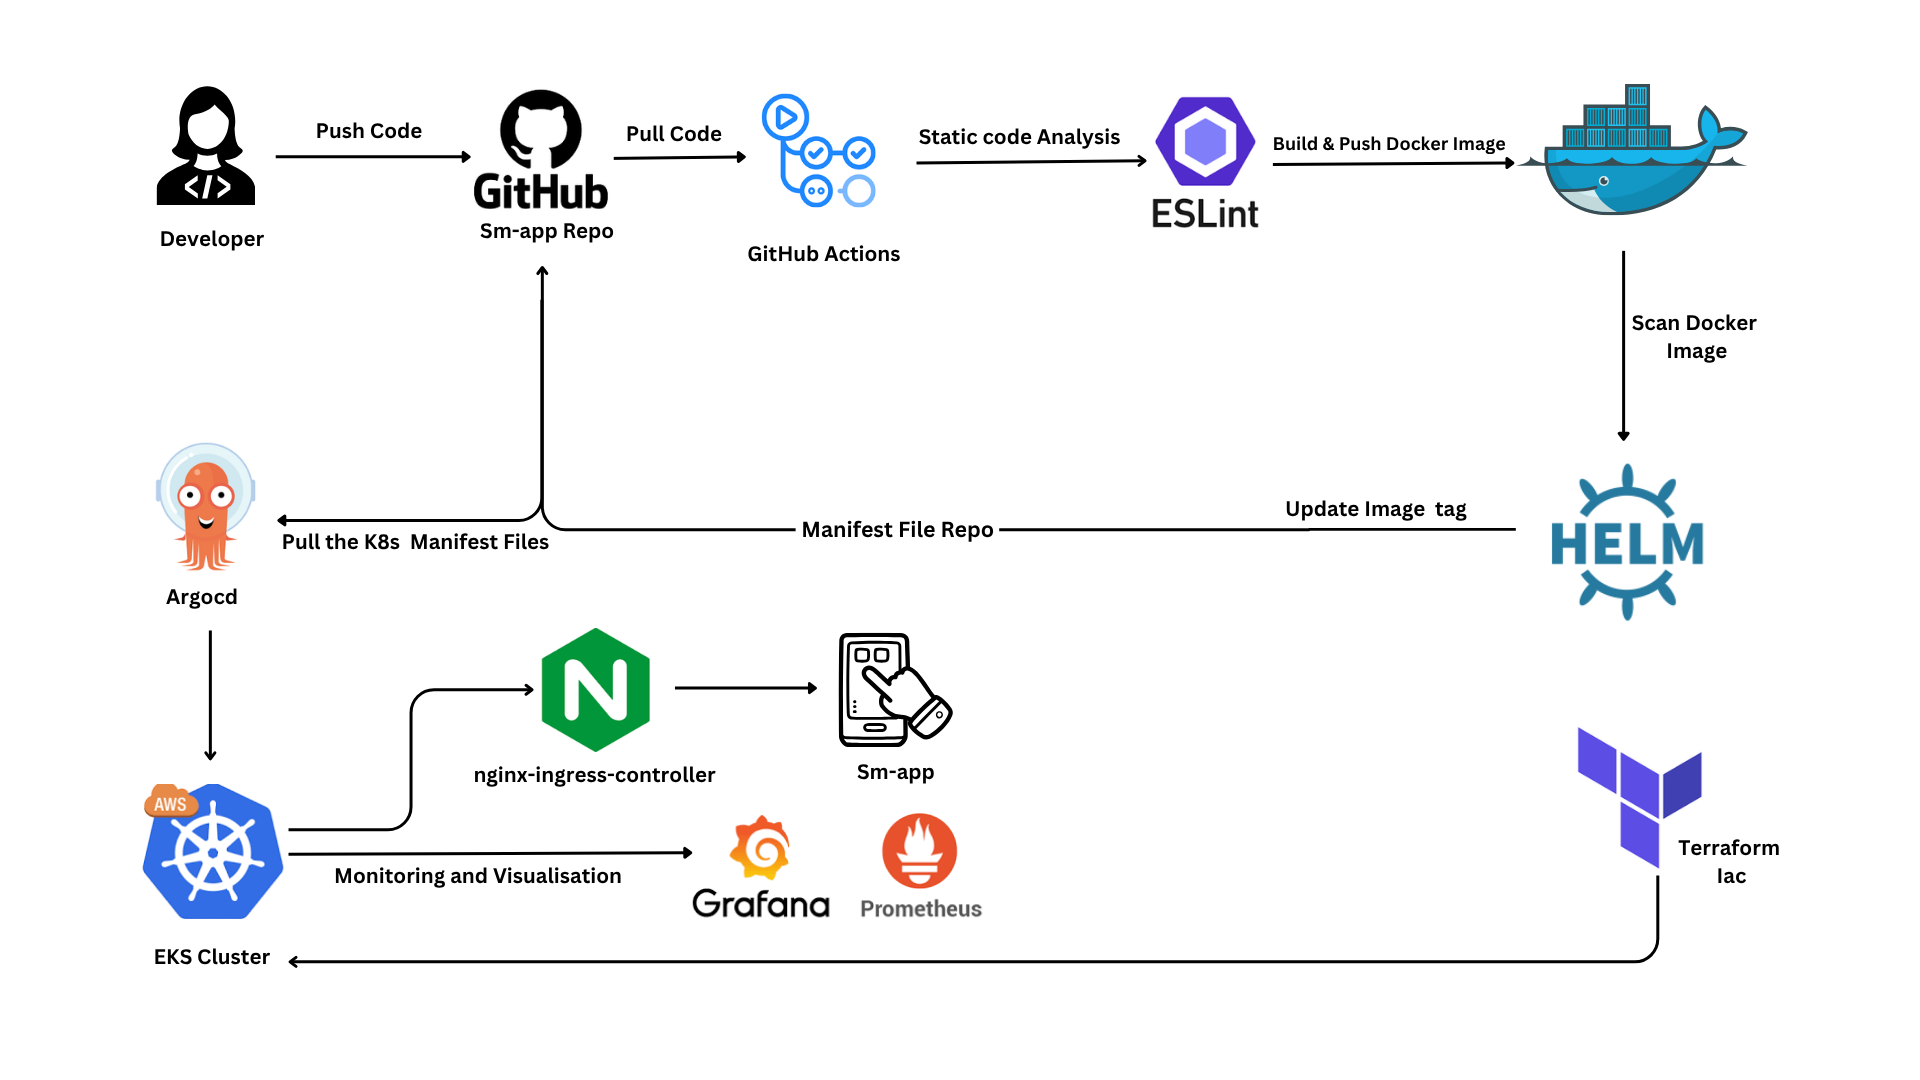 Push Code
Pull Code
Static code Analysis
Build & Push Docker Image
</>
GitHub
ESLint
Developer
Sm-app Repo
GitHub Actions
Scan Docker
Image
Update Image  tag
Manifest File Repo
HELM
Pull the K8s  Manifest Files
Argocd
N
nginx-ingress-controller
Sm-app
AWS
Monitoring and Visualisation
Grafana
Prometheus
Terraform
Iac
EKS Cluster